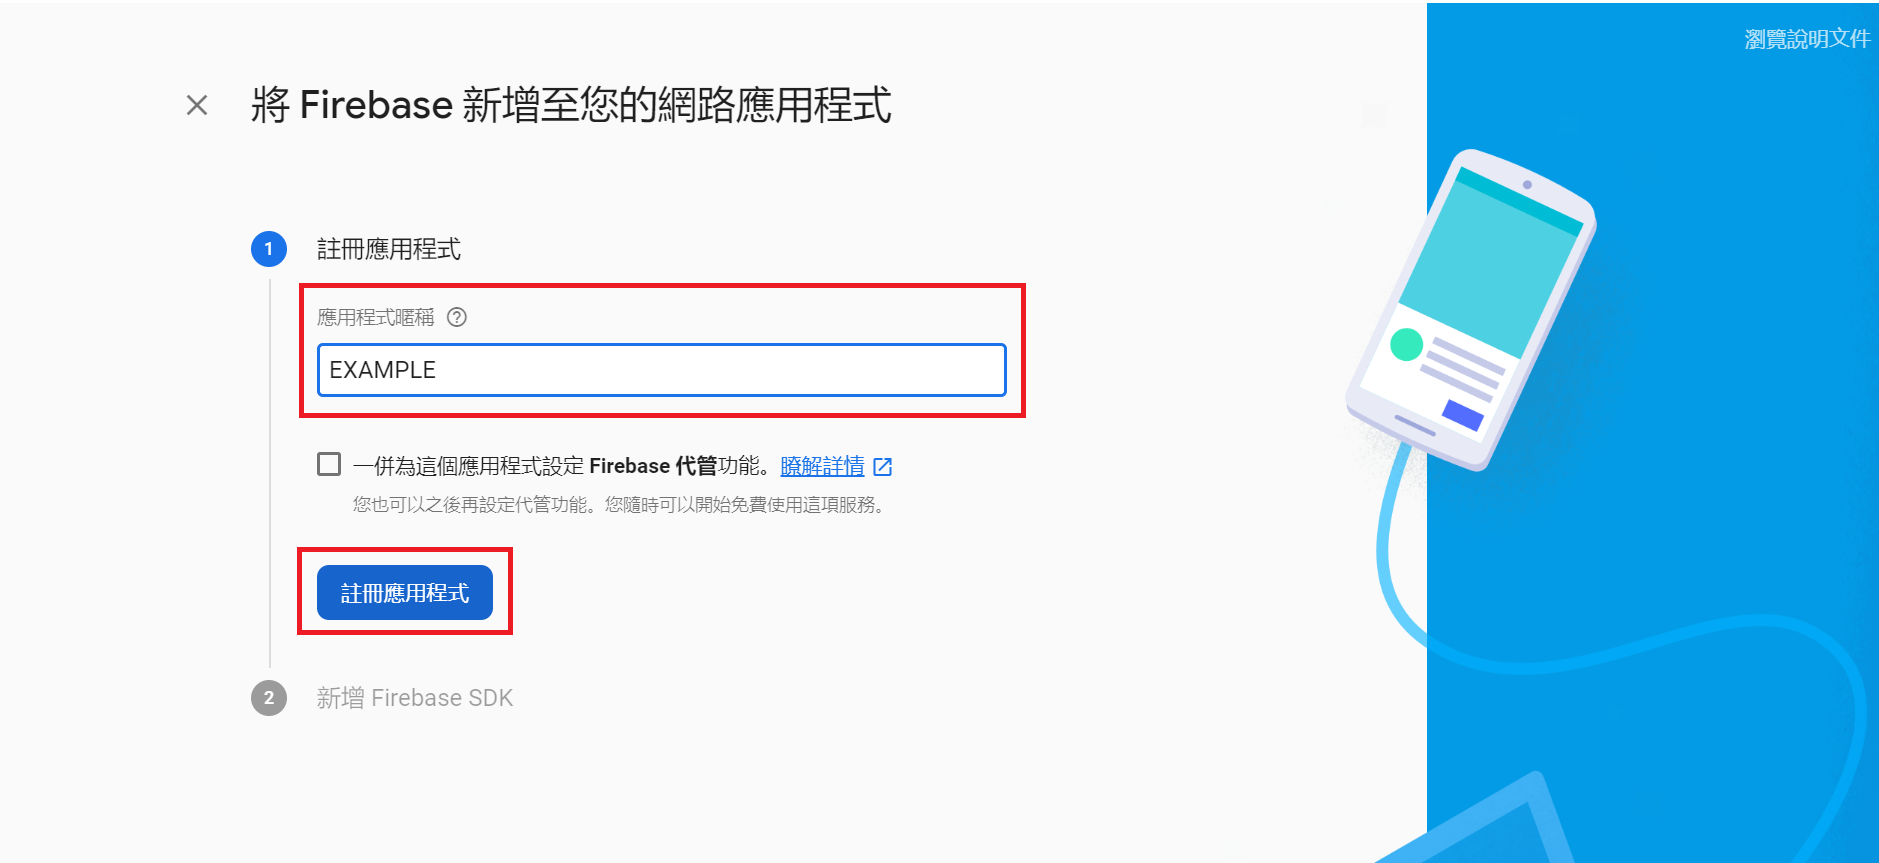 瀏覽說明文件
將 Firebase 新增至您的網路應用程式
1 註冊應用程式
應用程式暱稱
EXAMPLE
一併為這個應用程式設定 Firebase 代管功能。瞭解詳情
您也可以之後再設定代管功能。您隨時可以開始免費使用這項服務。
註冊應用程式
2 新增 Firebase SDK